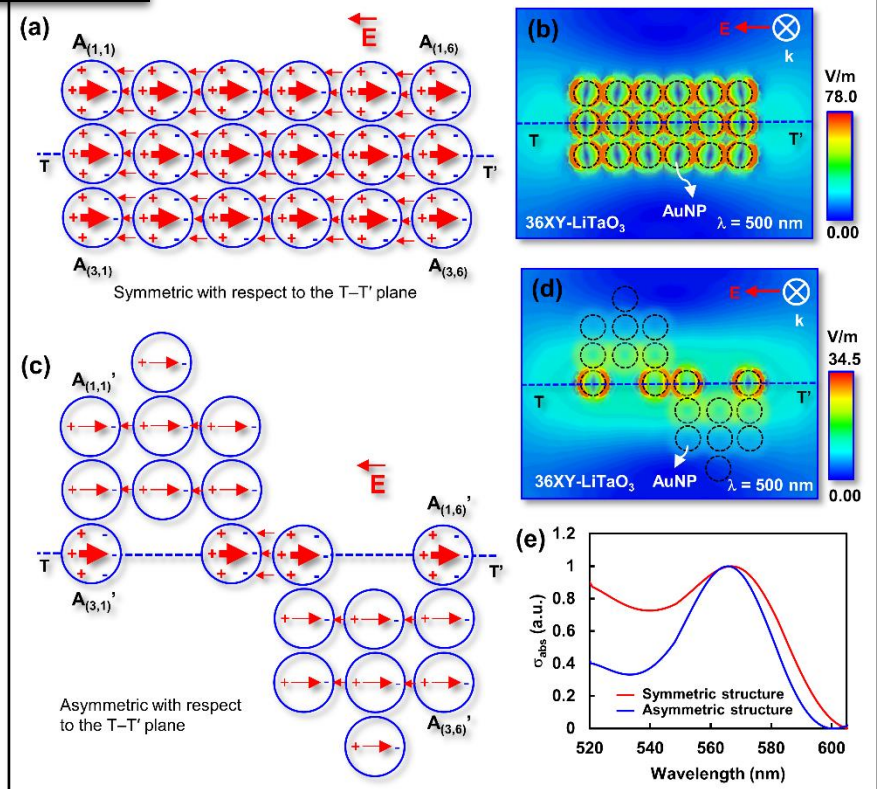 (a)
E
A(1,1)
A(1,6)
T
T'
A(3,1)
A(3,6)
Symmetric with respect to the T–T′ plane
(b)
E
k
V/m
78.0
T
T'
AuNP
36XY-LiTaO3
λ = 500 nm
0.00
(c)
A(1,1)'
E
A(1,6)'
T
T'
A(3,1)'
A(3,6)'
Asymmetric with respect
to the T–T′ plane
(d)
E
k
V/m
34.5
T
T'
AuNP
36XY-LiTaO3
λ = 500 nm
0.00
(e)
1.2
1
0.8
0.6
0.4
0.2
0
σabs (a.u.)
Symmetric structure
Asymmetric structure
520 540 560 580 600
Wavelength (nm)